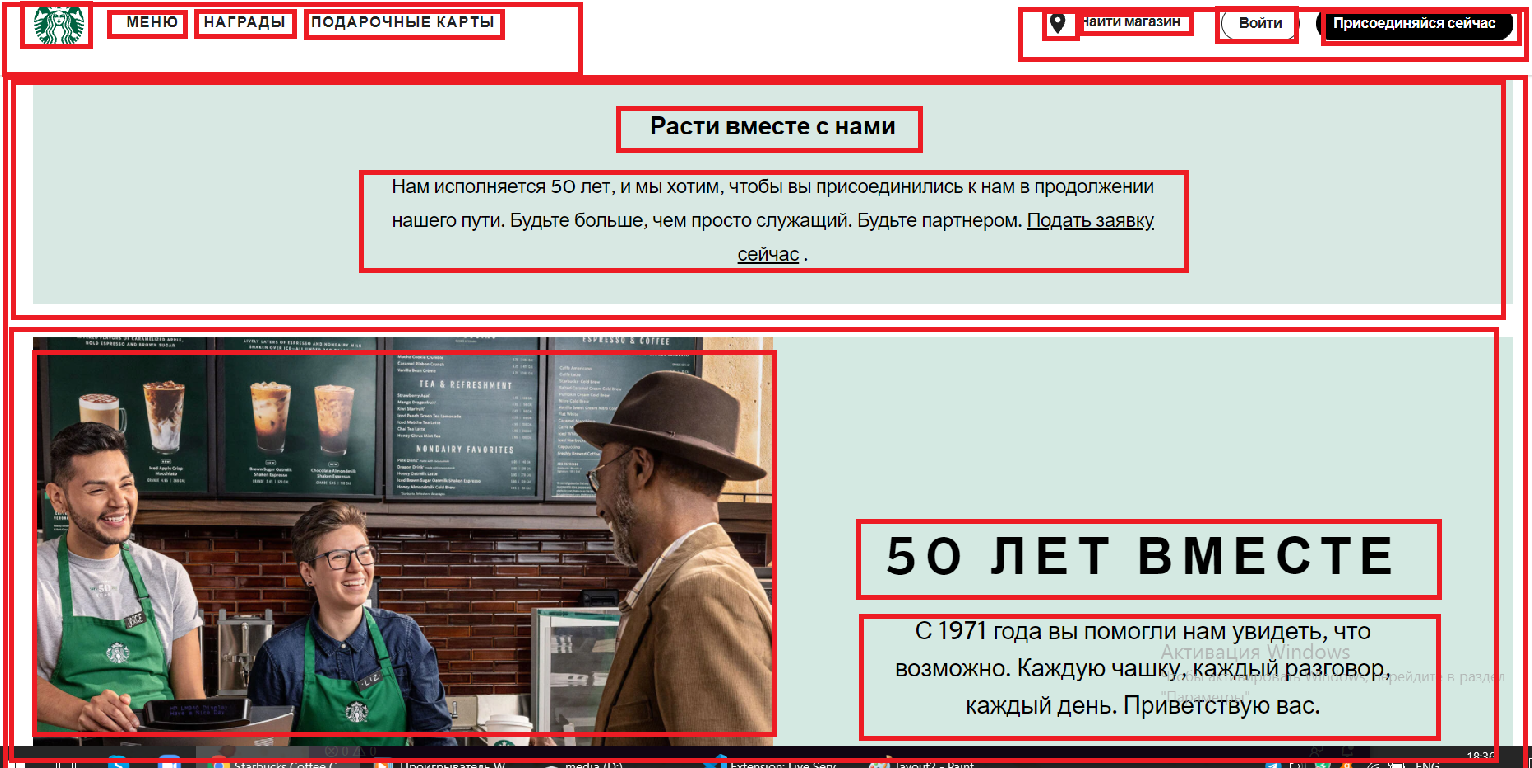 МЕНЮ НАГРАДЫ ПОДАРОЧНЫЕ КАРТЫ
Найти магазин
Войти
Присоединяйся сейчас
Расти вместе с нами
Нам исполняется 50 лет, и мы хотим, чтобы вы присоединились к нам в продолжении
нашего пути. Будьте больше, чем просто служащий. Будьте партнером. Подать заявку
сейчас .
ESPRESSO & COFFEE
TEA & REFRESHMENT
NONDAIRY FAVORITES
50 ЛЕТ ВМЕСТЕ
С 1971 года вы помогли нам увидеть, что
возможно. Каждую чашку, каждый разговор,
каждый день. Приветствую вас.
Активация Windows
Чтобы активировать Windows, перейдите в раздел
"Параметры".
Starbucks Coffee C
Проигрыватель W
media (D:)
Extension: Live Serv
layout2 - Paint
ENG
18:36